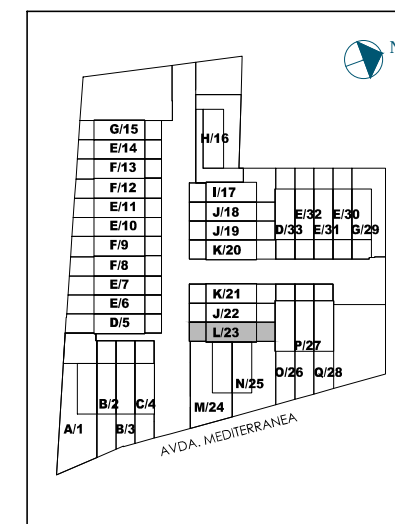 N
G/15
E/14
F/13
F/12
E/11
E/10
F/9
F/8
E/7
E/6
D/5
H/16
I/17
J/18
J/19
K/20
E/32
E/30
D/33
E/31
G/29
K/21
J/22
L/23
P/27
O/26
Q/28
N/25
M/24
B/2
C/4
A/1
B/3
AVDA. MEDITERRANEA